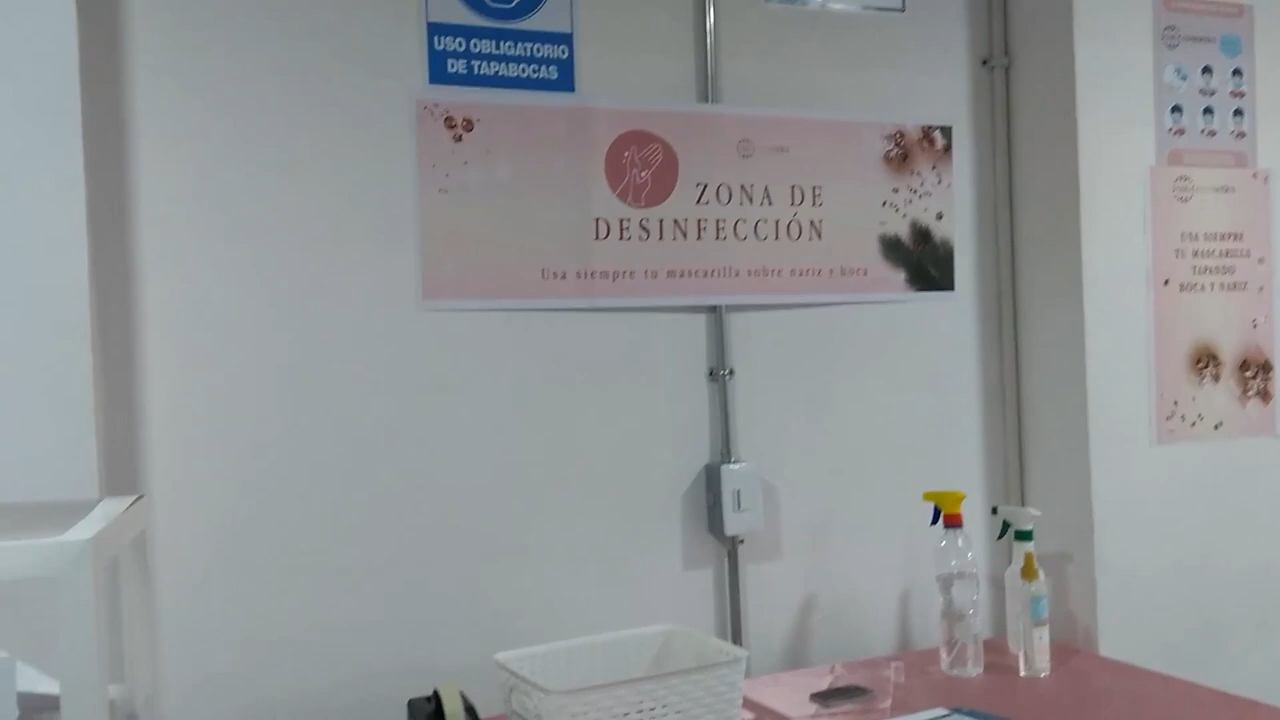 USO OBLIGATORIO
DE TAPABOCAS
ZONA DE
DESINFECCIÓN
Usa siempre tu mascarilla sobre nariz y boca
USA SIEMPRE
TU MASCARILLA
TAPANDO
BOCA Y NARIZ